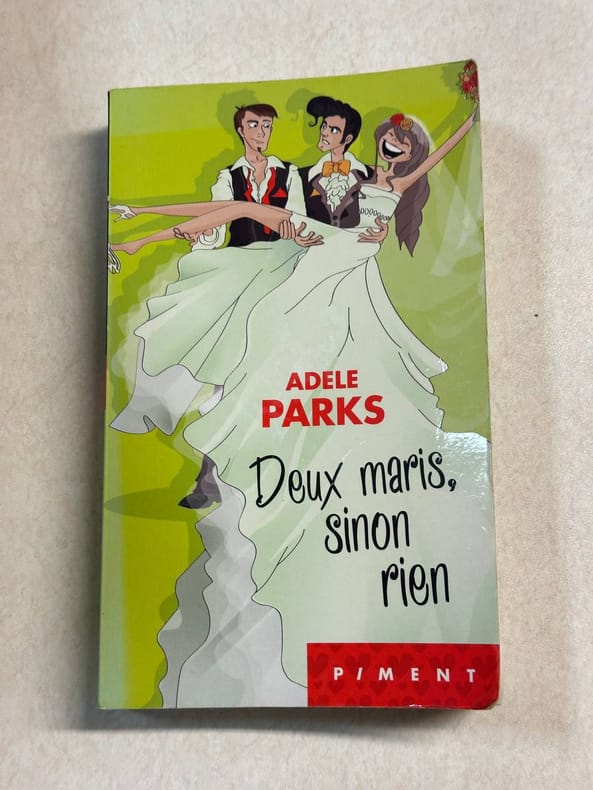 ADELE
PARKS
Deux maris,
sinon
rien
PIMENT